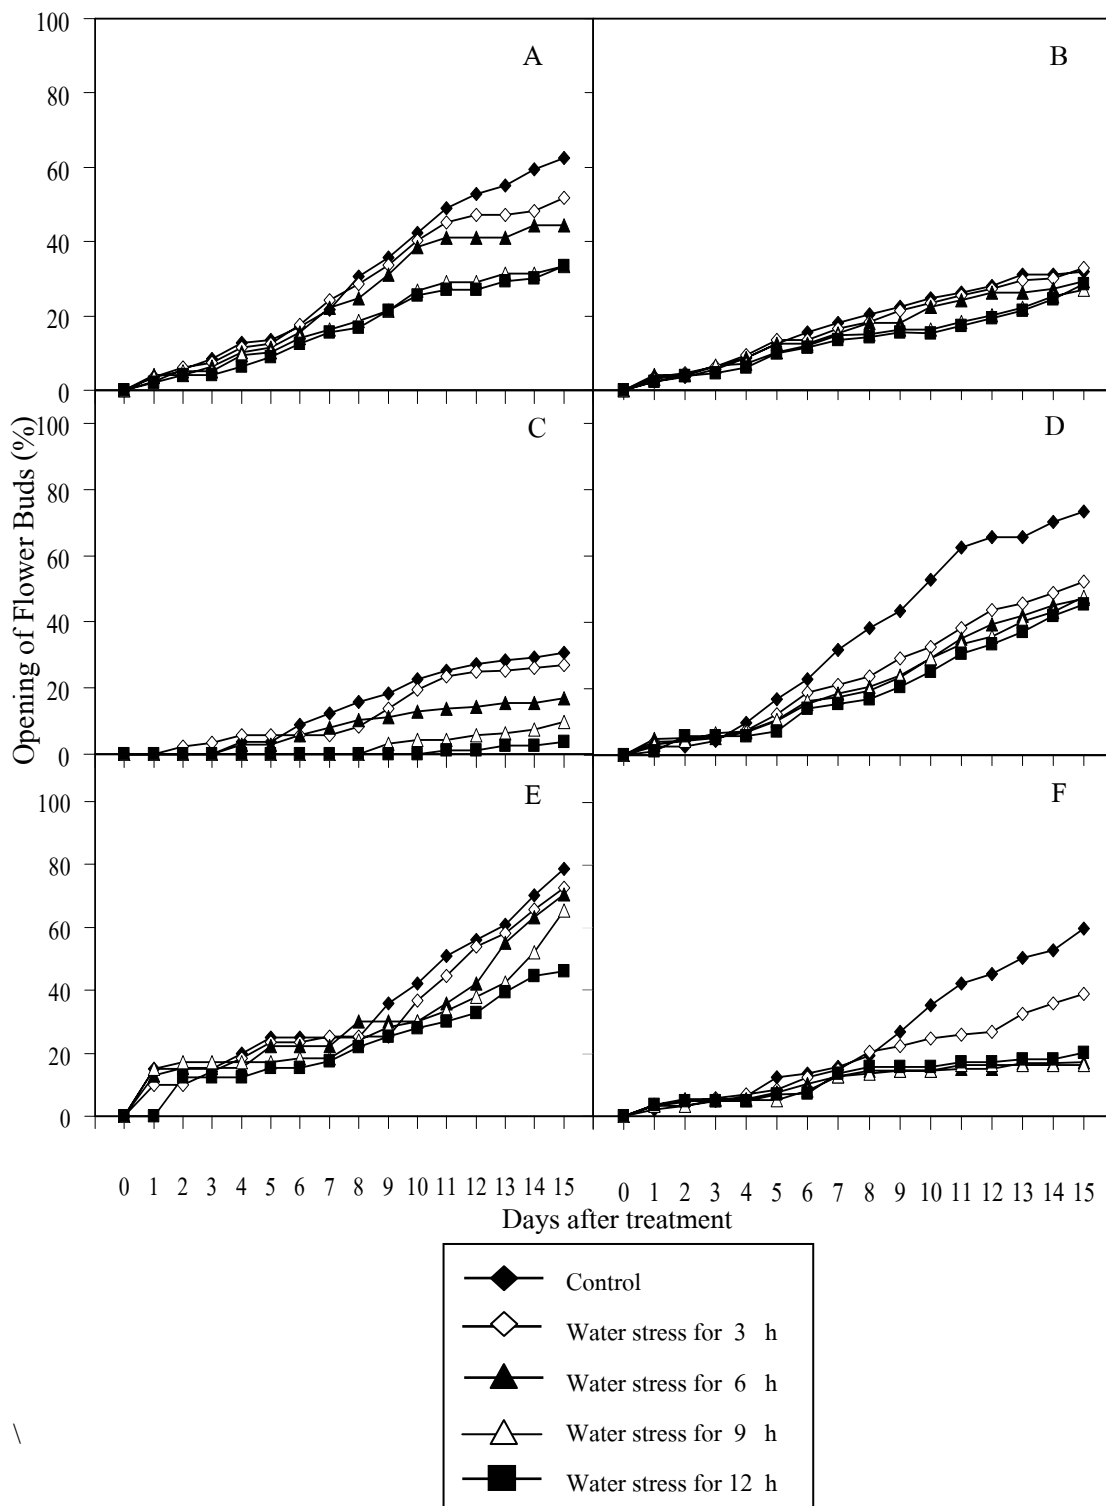 100
80
60
40
20
0
A
B
100
80
60
40
20
0
C
D
100
80
60
40
20
0
E
F
Opening of Flower Buds (%)
0 1 2 3 4 5 6 7 8 9 10 11 12 13 14 15
0 1 2 3 4 5 6 7 8 9 10 11 12 13 14 15
Days after treatment
Control
Water stress for 3 h
Water stress for 6 h
Water stress for 9 h
Water stress for 12 h
\